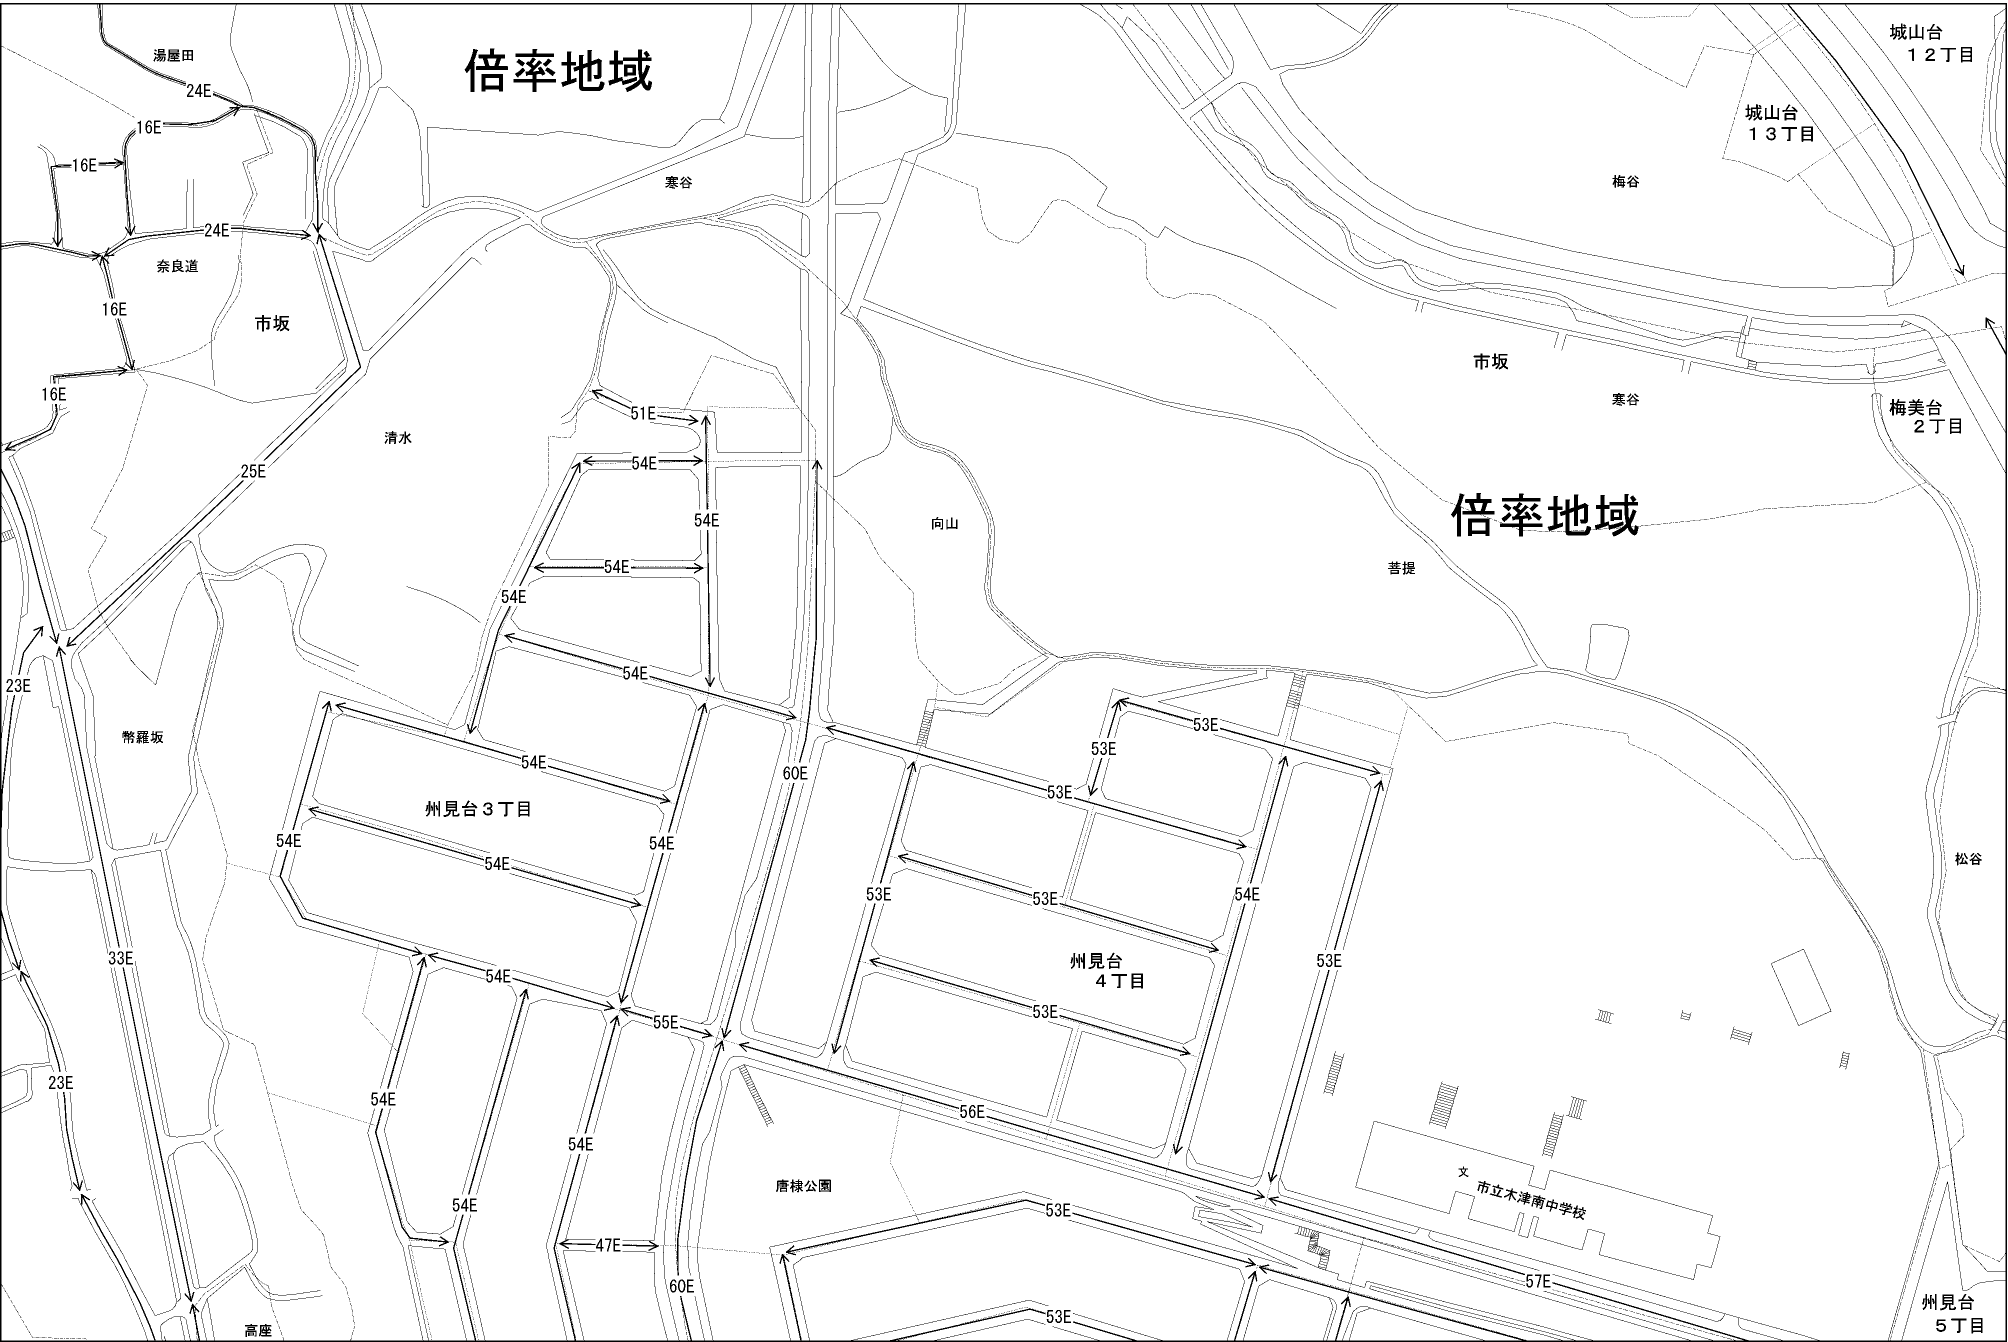 湯屋田
倍率地域
城山台
１２丁目
24E
城山台
１３丁目
16E
16E
寒谷
梅谷
24E
奈良道
16E
市坂
市坂
16E
寒谷
51E
梅美台
２丁目
清水
25E
54E
倍率地域
54E
向山
54E
菩提
54E
54E
23E
幣羅坂
53E
53E
54E
60E
53E
州見台３丁目
54E
54E
54E
松谷
53E
54E
53E
33E
53E
州見台
４丁目
54E
53E
55E
23E
54E
56E
54E
文
市立木津南中学校
唐棣公園
54E
53E
47E
60E
57E
州見台
５丁目
高座
53E